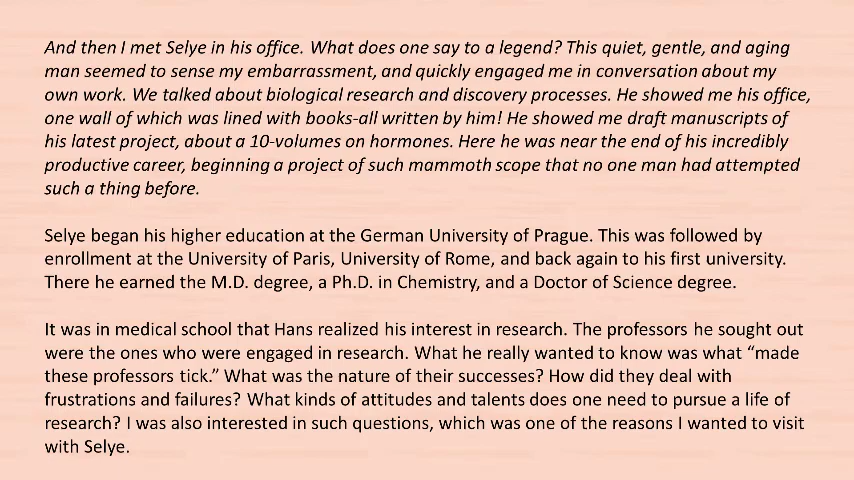 And then I met Selye in his office. What does one say to a legend? This quiet, gentle, and aging
man seemed to sense my embarrassment, and quickly engaged me in conversation about my
own work. We talked about biological research and discovery processes. He showed me his office,
one wall of which was lined with books-all written by him! He showed me draft manuscripts of
his latest project, about a 10-volumes on hormones. Here he was near the end of his incredibly
productive career, beginning a project of such mammoth scope that no one man had attempted
such a thing before.
Selye began his higher education at the German University of Prague. This was followed by
enrollment at the University of Paris, University of Rome, and back again to his first university.
There he earned the M.D. degree, a Ph.D. in Chemistry, and a Doctor of Science degree.
It was in medical school that Hans realized his interest in research. The professors he sought out
were the ones who were engaged in research. What he really wanted to know was what “made
these professors tick.” What was the nature of their successes? How did they deal with
frustrations and failures? What kinds of attitudes and talents does one need to pursue a life of
research? I was also interested in such questions, which was one of the reasons I wanted to visit
with Selye.